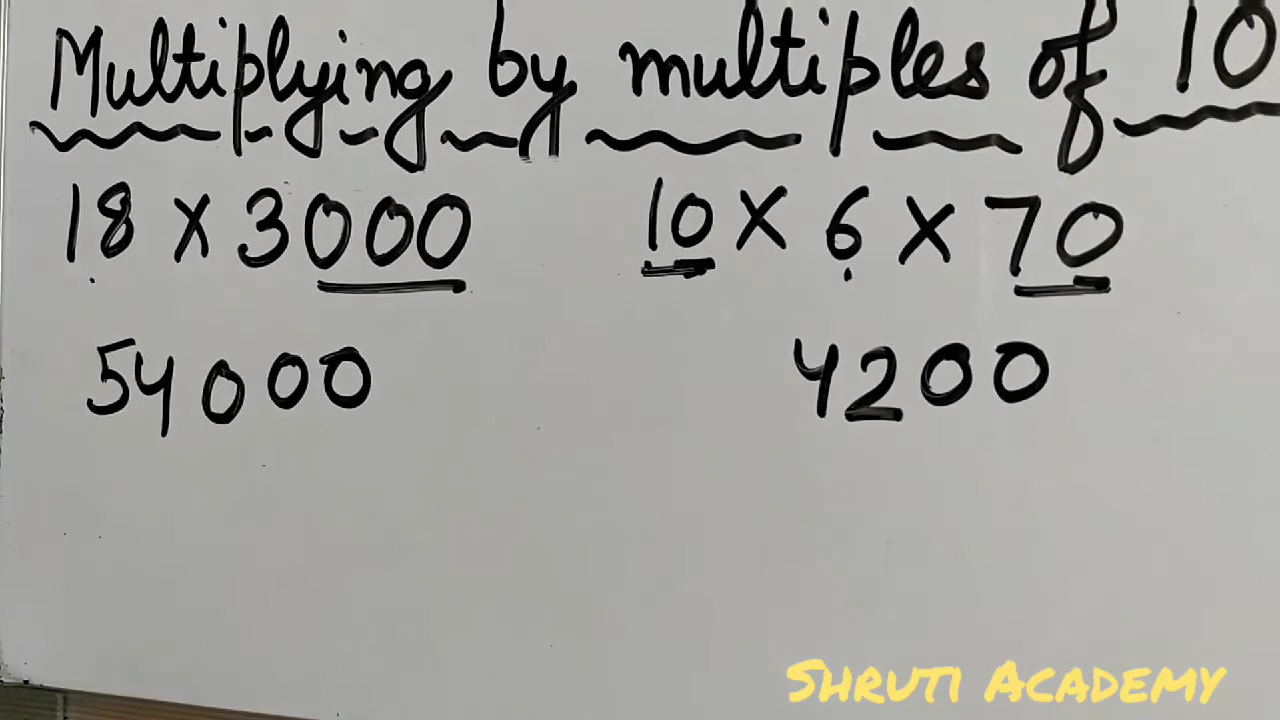 Multiplying by multiples of 10
18 × 3000
10 × 6 × 70
54000
4200
SHRUTI ACADEMY